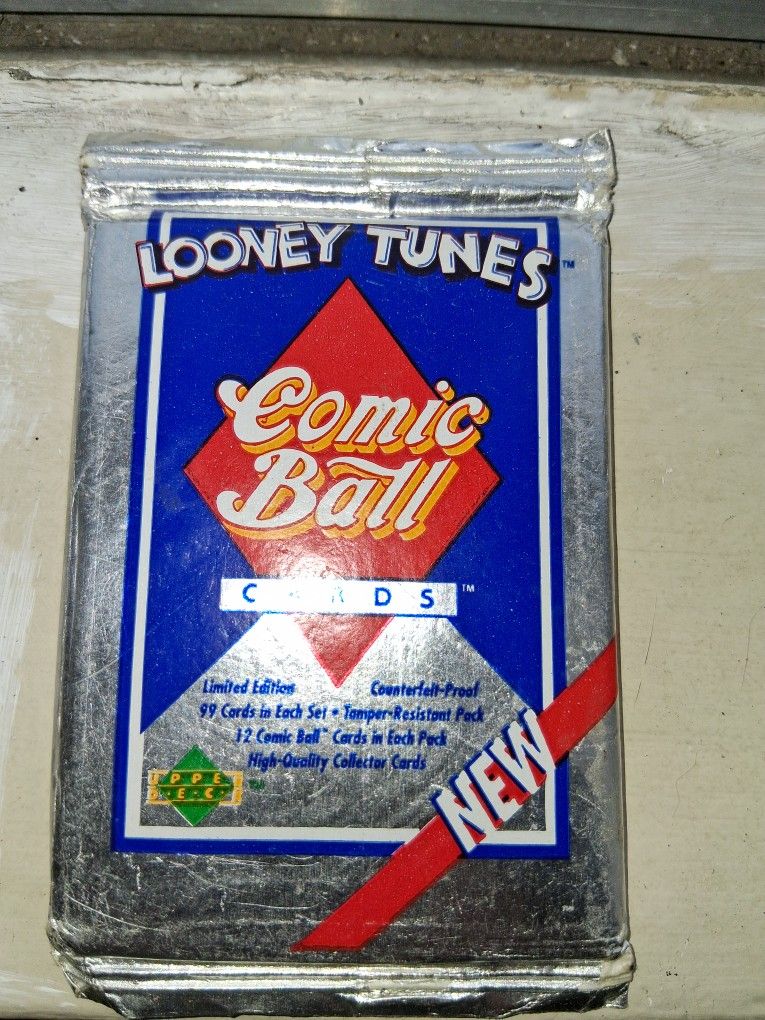 LOONEY TUNES™
Comic
Ball
CARDS™
Limited Edition Counterfeit-Proof
99 Cards in Each Set • Tamper-Resistant Pack
12 Comic Ball™ Cards in Each Pack
High-Quality Collector Cards
NEW